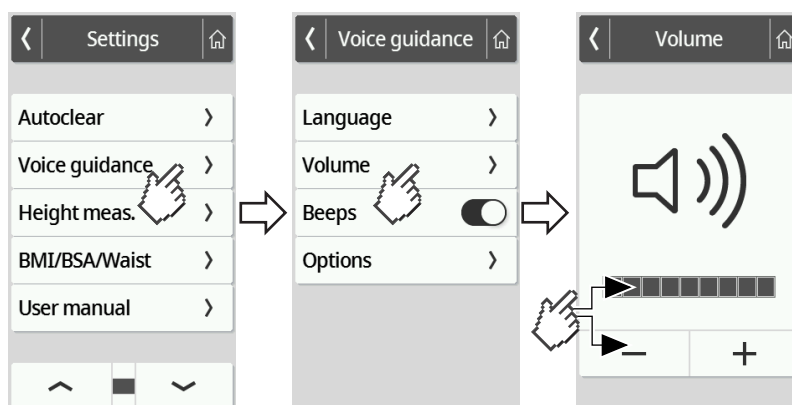 Settings
Autoclear
Voice guidance
Height meas.
BMI/BSA/Waist
User manual
Voice guidance
Language
Volume
Beeps
Options
Volume